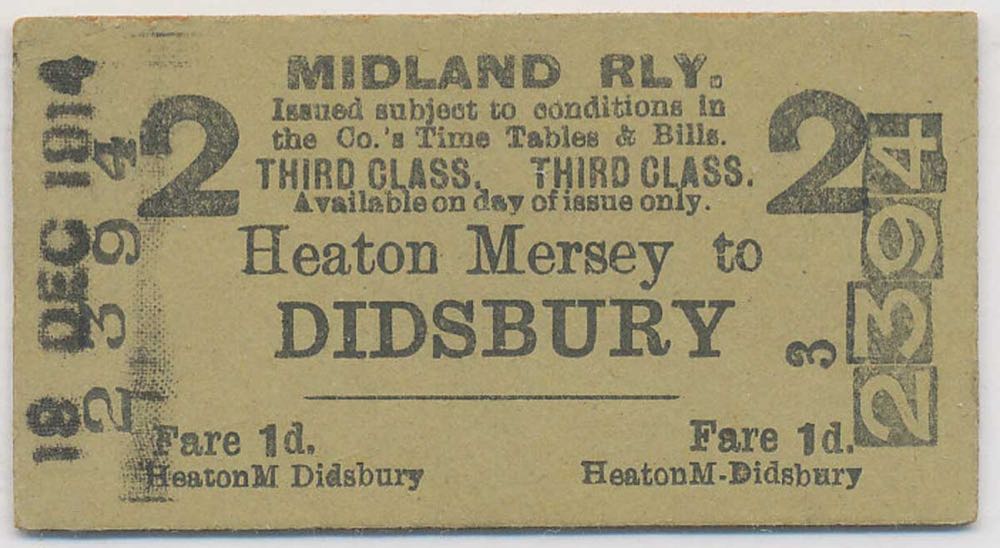 MIDLAND RLY.
2 Issued subject to conditions in 2
the Co.'s Time Tables & Bills.
THIRD CLASS. THIRD CLASS.
Available on day of issue only.
Heaton Mersey to
DIDSBURY
3
Fare 1d. Fare 1d.
HeatonM Didsbury HeatonM-Didsbury
18 DEC 1914
2394
2394